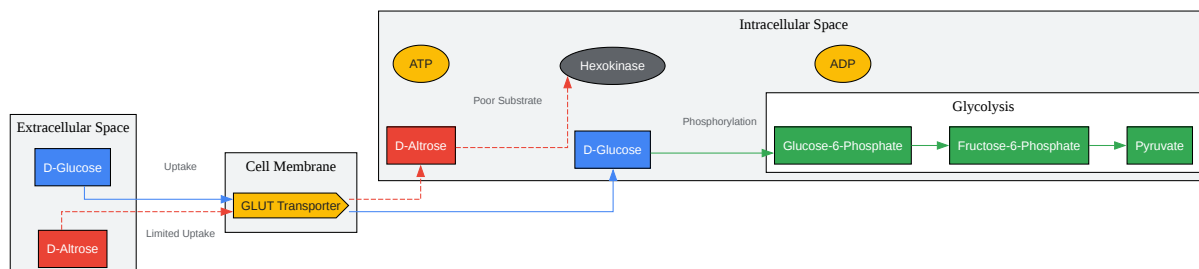 Intracellular Space
ATP
Hexokinase
ADP
Poor Substrate
Glycolysis
Extracellular Space
Phosphorylation
D-Altrose
D-Glucose
Glucose-6-Phosphate
Fructose-6-Phosphate
Pyruvate
D-Glucose
Uptake
Cell Membrane
GLUT Transporter
Limited Uptake
D-Altrose